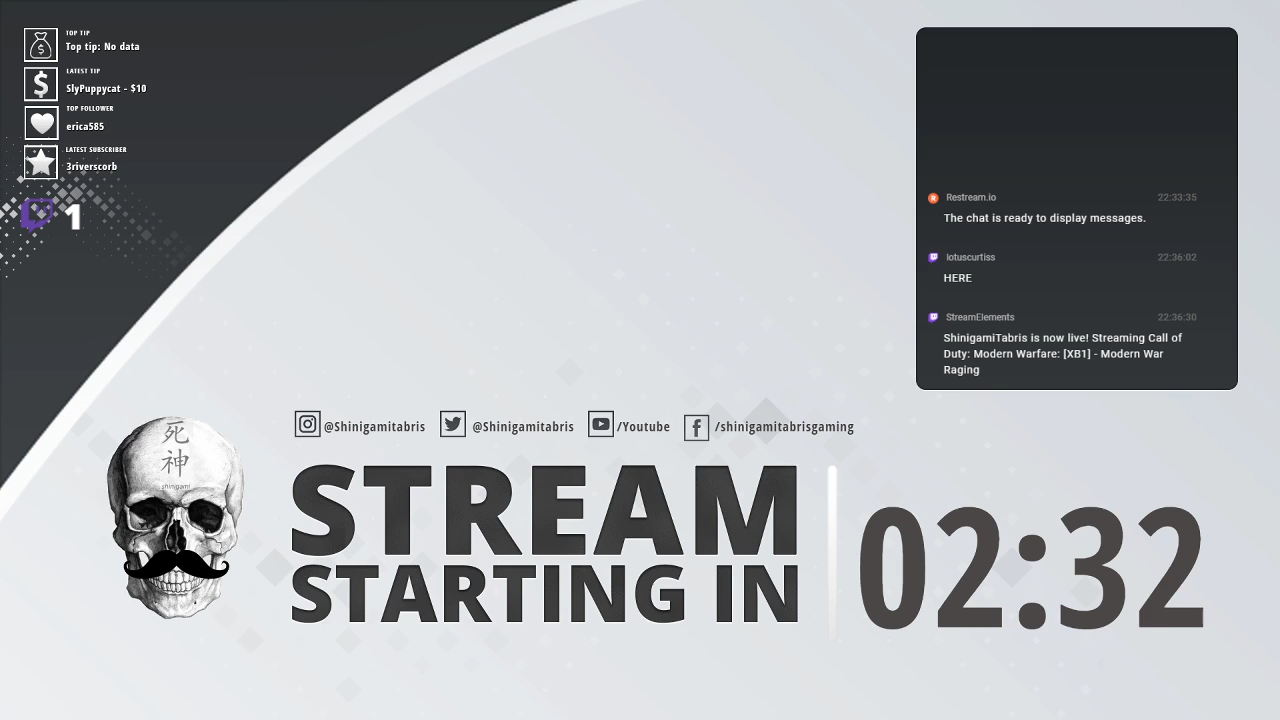 TOP TIP
Top tip: No data
LATEST TIP
SlyPuppycat - $10
TOP FOLLOWER
erica585
LATEST SUBSCRIBER
3riverscorb
1
Restream.io 22:33:35
The chat is ready to display messages.
lotuscurtiss 22:36:02
HERE
StreamElements 22:36:30
ShinigamiTabris is now live! Streaming Call of
Duty: Modern Warfare: [XB1] - Modern War
Raging
@Shinigamitabris @Shinigamitabris /Youtube /shinigamitabrisgaming
死
神
shinigami
STREAM
STARTING IN
02:32